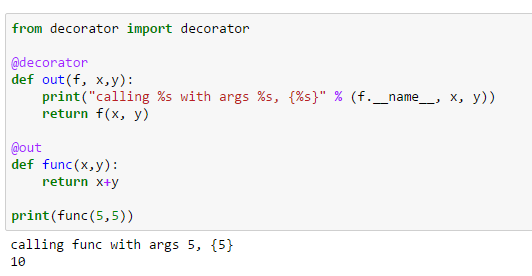 from decorator import decorator
@decorator
def out(f, x,y):
    print("calling %s with args %s, {%s}" % (f.__name__, x, y))
    return f(x, y)
@out
def func(x,y):
    return x+y
print(func(5,5))
calling func with args 5, {5}
10